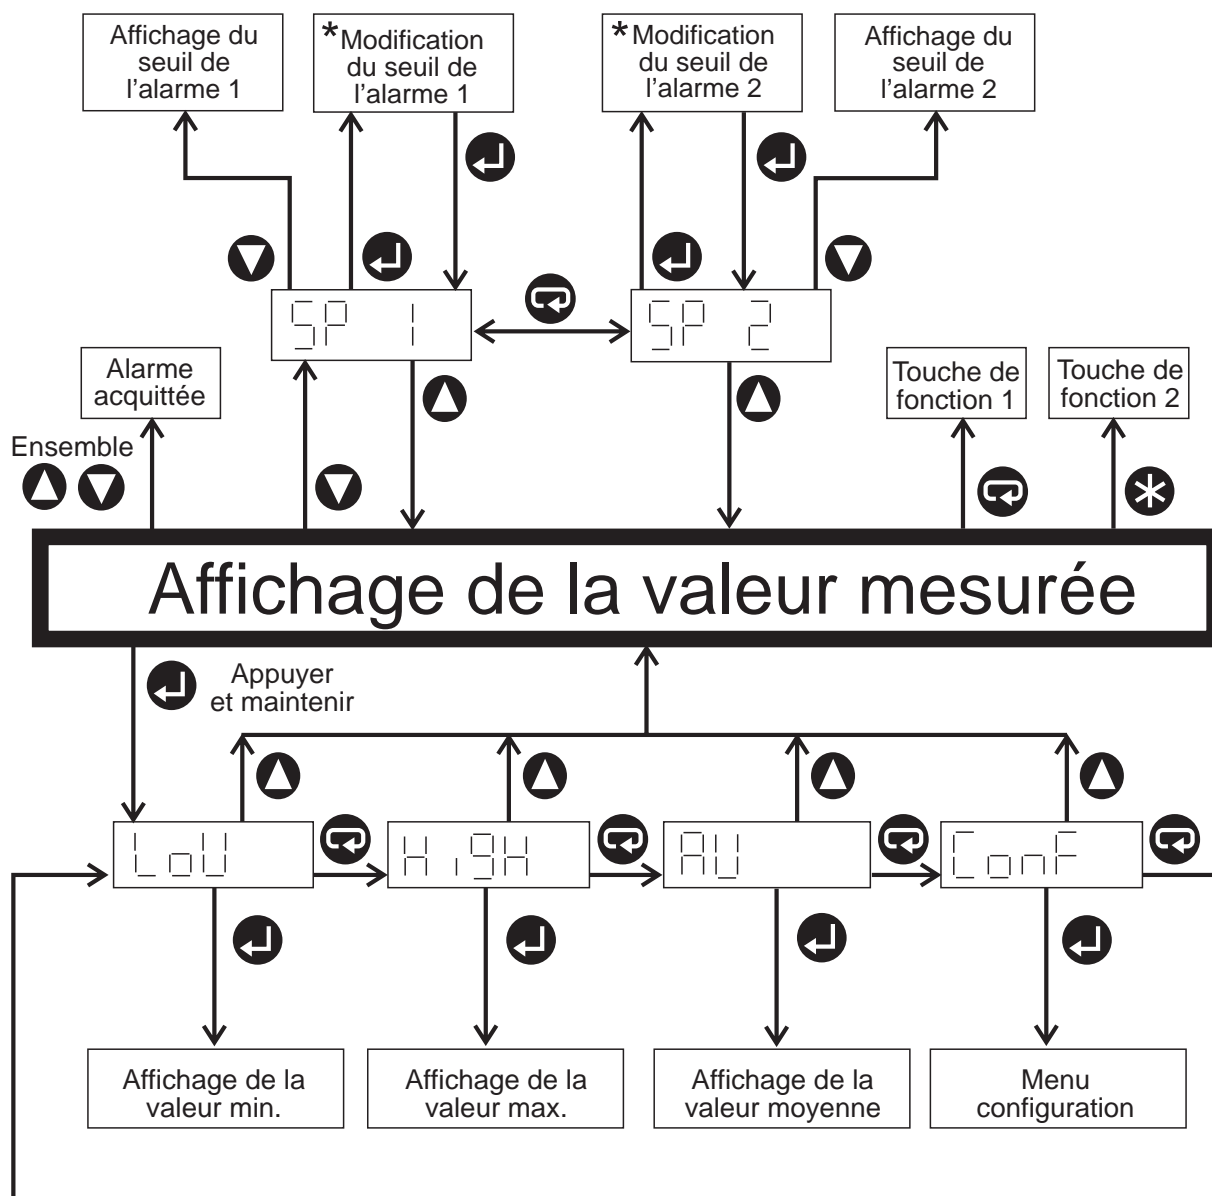 Affichage du
seuil de
l'alarme 1
*Modification
du seuil de
l'alarme 1
*Modification
du seuil de
l'alarme 2
Affichage du
seuil de
l'alarme 2
SP 1
SP 2
Alarme
acquittée
Touche de
fonction 1
Touche de
fonction 2
Ensemble
Affichage de la valeur mesurée
Appuyer
et maintenir
LoU
HigH
AU
ConF
Affichage de la
valeur min.
Affichage de la
valeur max.
Affichage de la
valeur moyenne
Menu
configuration